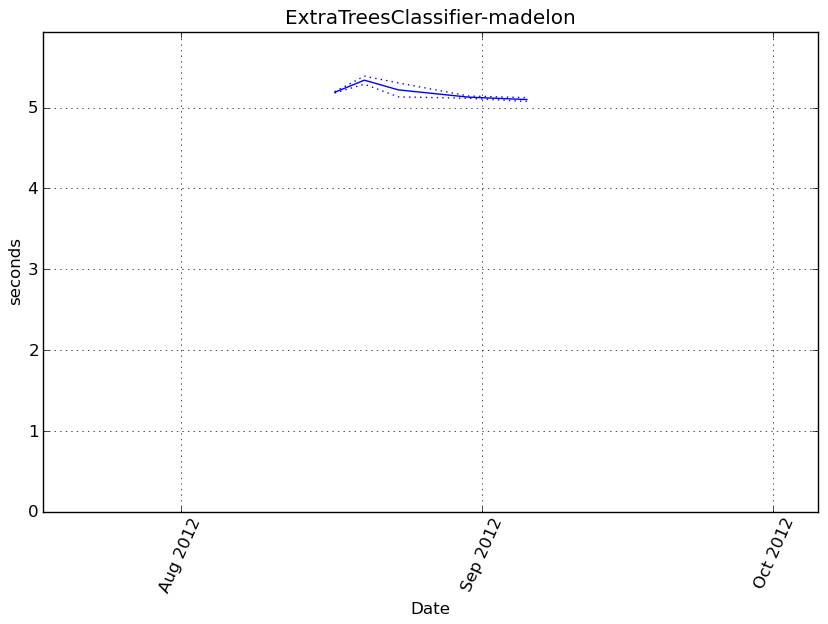 ExtraTreesClassifier-madelon
seconds
5
4
3
2
1
0
Aug 2012
Sep 2012
Oct 2012
Date